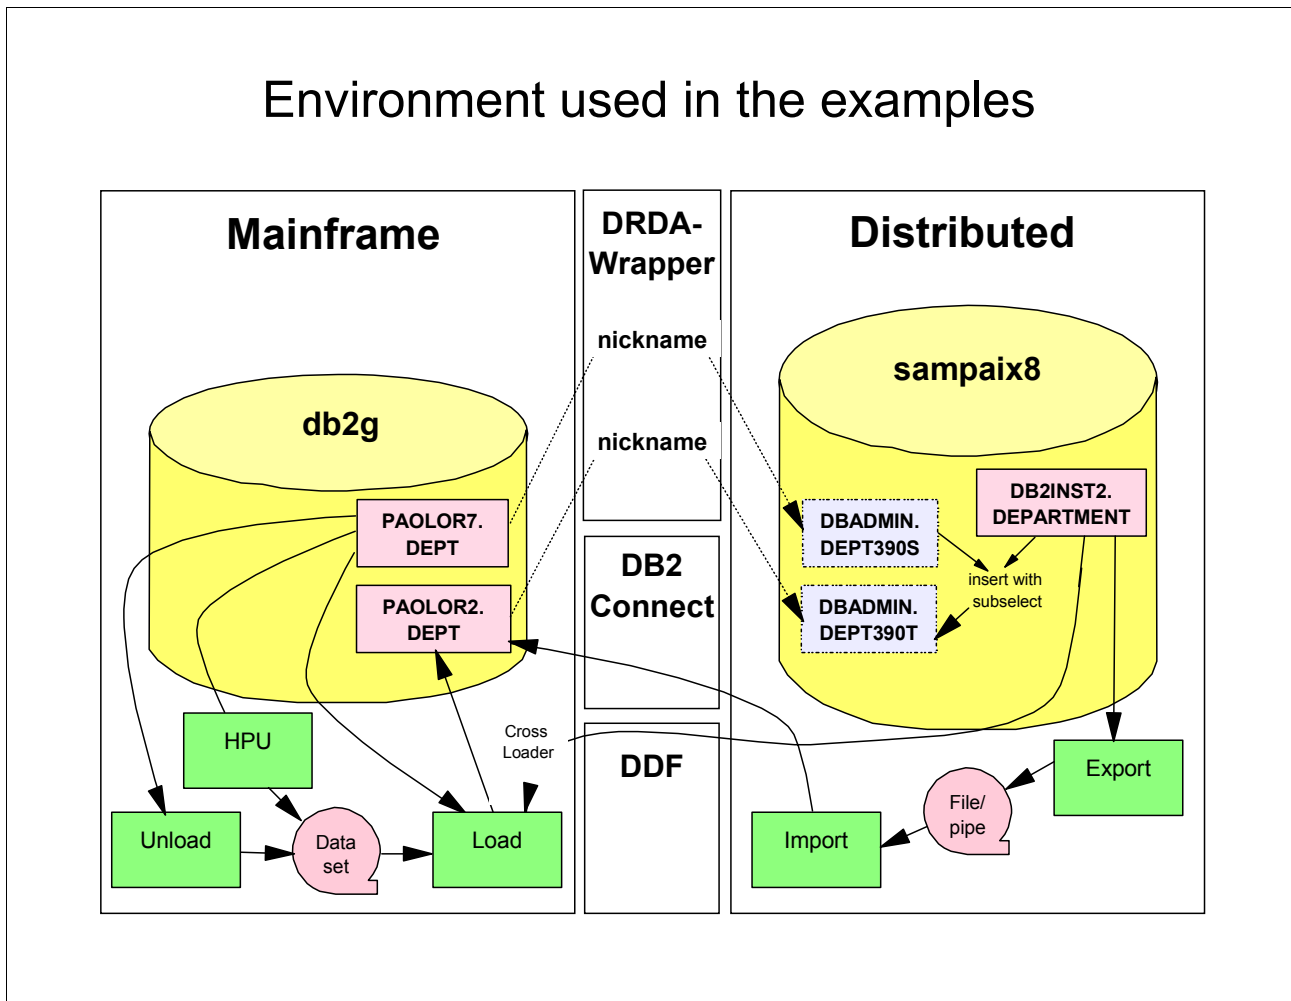 Environment used in the examples
Mainframe
db2g
PAOLOR7.
DEPT
PAOLOR2.
DEPT
HPU
Unload
Data
set
Load
Cross
Loader
DRDA-
Wrapper
nickname
nickname
DB2
Connect
DDF
Distributed
sampaix8
DBADMIN.
DEPT390S
DB2INST2.
DEPARTMENT
insert with
subselect
DBADMIN.
DEPT390T
Export
File/
pipe
Import